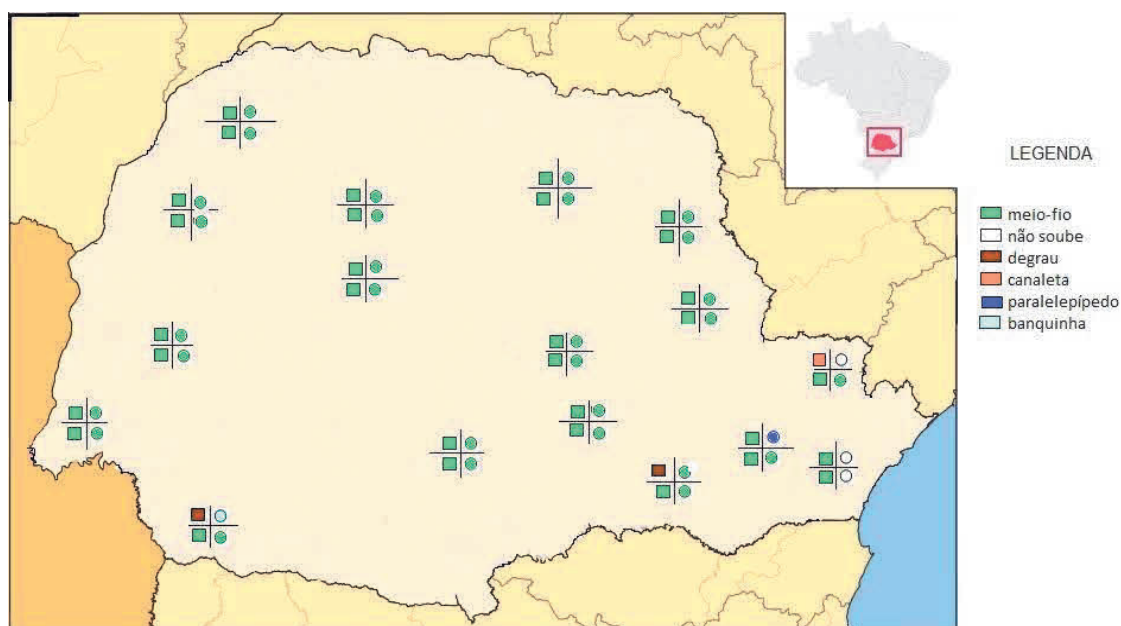 LEGENDA
meio-fio
não soube
degrau
canaleta
paralelepípedo
banquinha